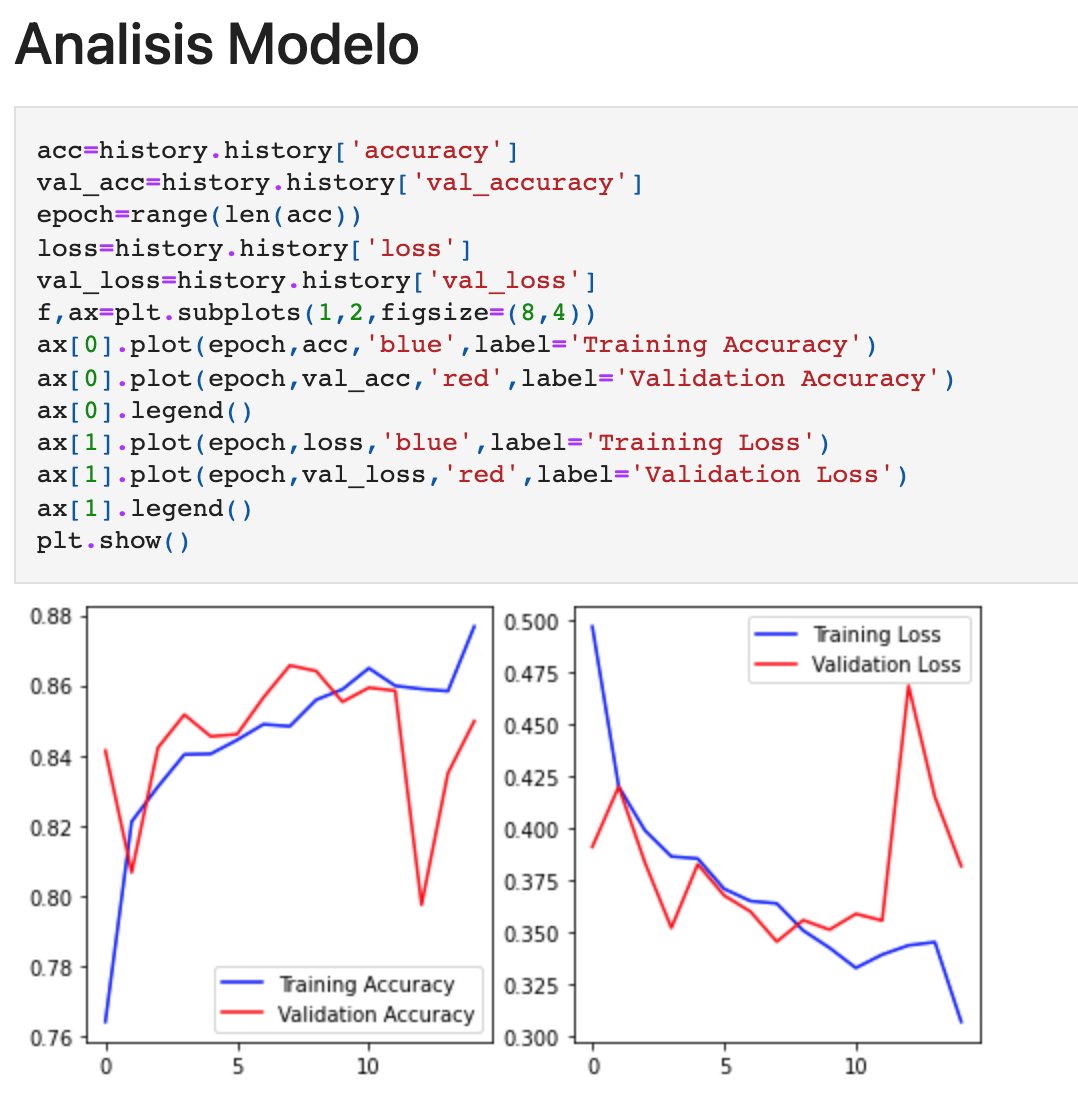 Analisis Modelo
acc=history.history['accuracy']
val_acc=history.history['val_accuracy']
epoch=range(len(acc))
loss=history.history['loss']
val_loss=history.history['val_loss']
f,ax=plt.subplots(1,2,figsize=(8,4))
ax[0].plot(epoch,acc,'blue',label='Training Accuracy')
ax[0].plot(epoch,val_acc,'red',label='Validation Accuracy')
ax[0].legend()
ax[1].plot(epoch,loss,'blue',label='Training Loss')
ax[1].plot(epoch,val_loss,'red',label='Validation Loss')
ax[1].legend()
plt.show()
0.88
0.86
0.84
0.82
0.80
0.78
0.76
Training Accuracy
Validation Accuracy
0 5 10
0.500
0.475
0.450
0.425
0.400
0.375
0.350
0.325
0.300
Training Loss
Validation Loss
0 5 10